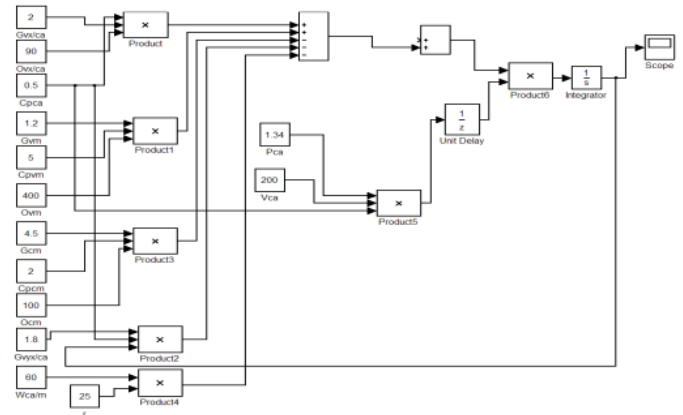 2
Gvx/ca
90
Ovx/ca
0.5
Cpca
1.2
Gvm
5
Cpvm
400
Ovm
4.5
Gcm
2
Cpcm
100
Ocm
1.8
Gvyx/ca
60
Wca/m
25
×
Product
×
Product1
×
Product3
×
Product2
×
Product4
+
+
−
−
−
1.34
Pca
200
Vca
×
Product5
+
+
1
z
Unit Delay
×
Product6
1
s
Integrator
Scope